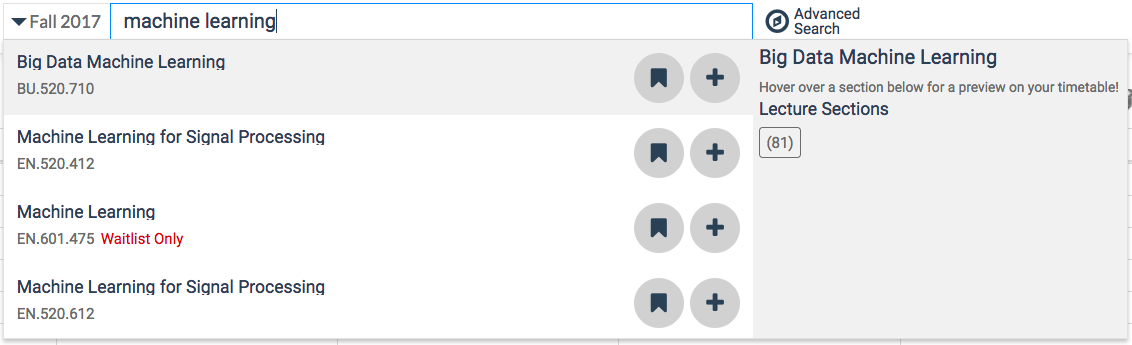 Fall 2017
machine learning
Advanced
Search
Big Data Machine Learning
BU.520.710
Machine Learning for Signal Processing
EN.520.412
Machine Learning
EN.601.475 Waitlist Only
Machine Learning for Signal Processing
EN.520.612
Big Data Machine Learning
Hover over a section below for a preview on your timetable!
Lecture Sections
(81)